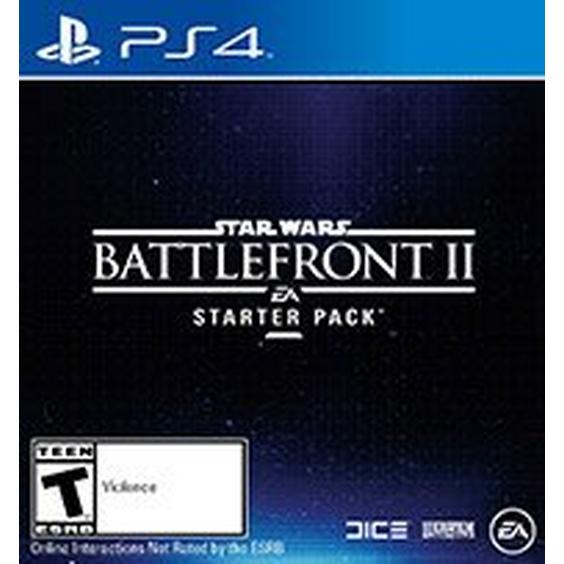 PS4
STAR WARS
BATTLEFRONT II
EA
STARTER PACK
TEEN
T
Violence
ESRB
DICE
EA
Online Interactions Not Rated by the ESRB